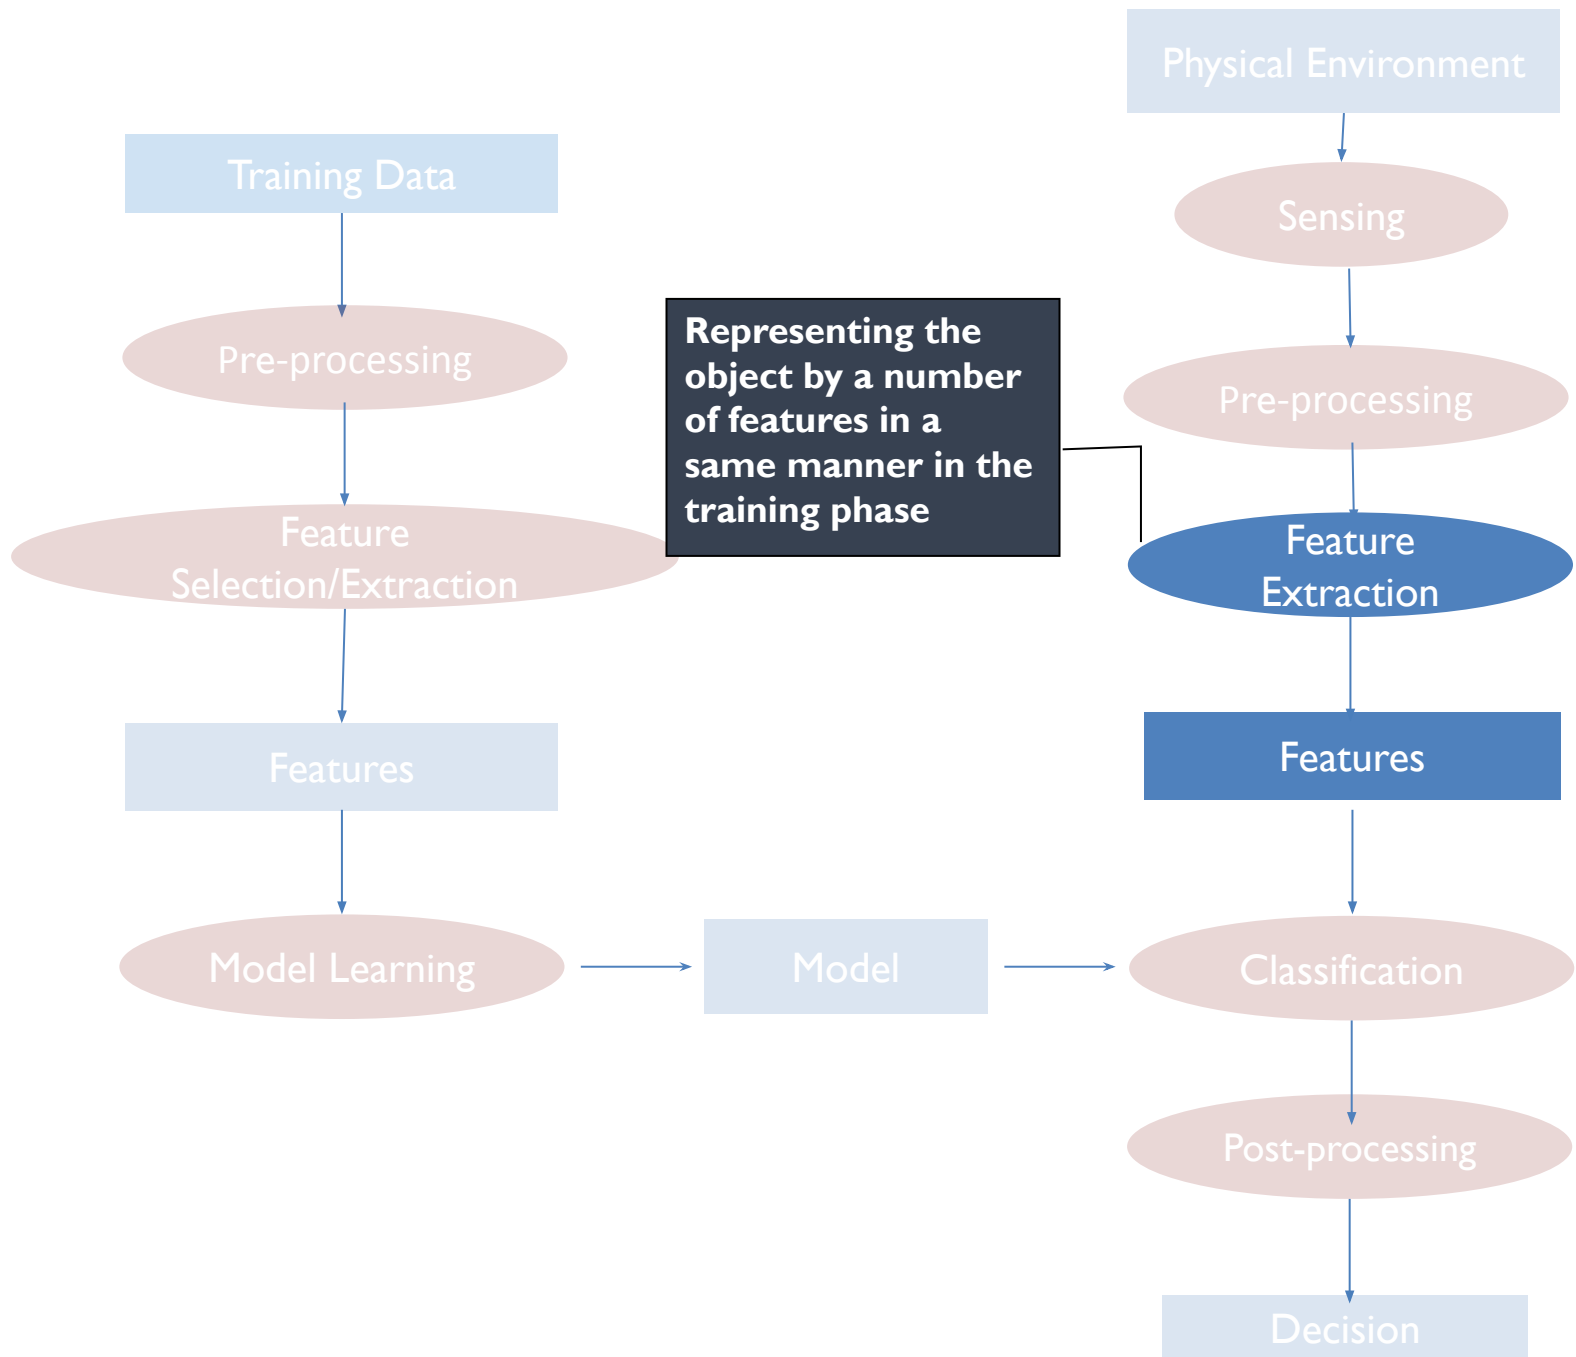 Physical Environment
Training Data
Sensing
Pre-processing
Representing the
object by a number
of features in a
same manner in the
training phase
Pre-processing
Feature
Selection/Extraction
Feature
Extraction
Features
Features
Model Learning
Model
Classification
Post-processing
Decision